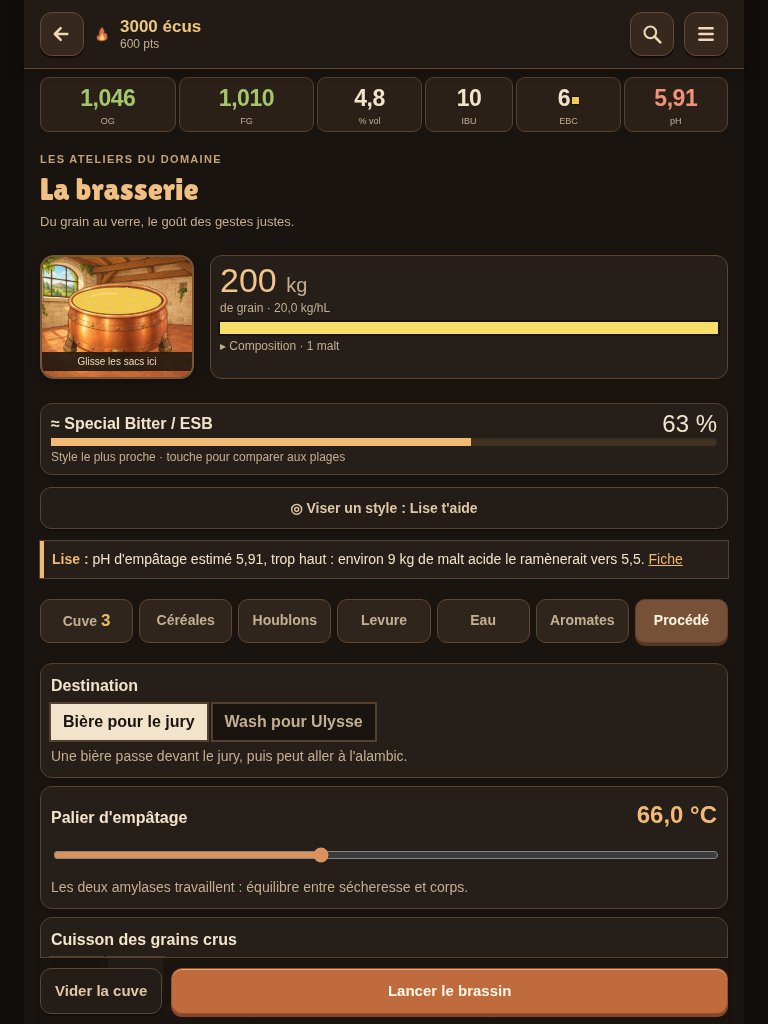 3000 écus
600 pts
1,046
OG
1,010
FG
4,8
% vol
10
IBU
6
EBC
5,91
pH
LES ATELIERS DU DOMAINE
La brasserie
Du grain au verre, le goût des gestes justes.
Glisse les sacs ici
200 kg
de grain · 20,0 kg/hL
▸ Composition · 1 malt
≈ Special Bitter / ESB
63 %
Style le plus proche · touche pour comparer aux plages
◎ Viser un style : Lise t'aide
Lise : pH d'empâtage estimé 5,91, trop haut : environ 9 kg de malt acide le ramènerait vers 5,5. Fiche
Cuve 3
Céréales
Houblons
Levure
Eau
Aromates
Procédé
Destination
Bière pour le jury
Wash pour Ulysse
Une bière passe devant le jury, puis peut aller à l'alambic.
Palier d'empâtage
66,0 °C
Les deux amylases travaillent : équilibre entre sécheresse et corps.
Cuisson des grains crus
Vider la cuve
Lancer le brassin